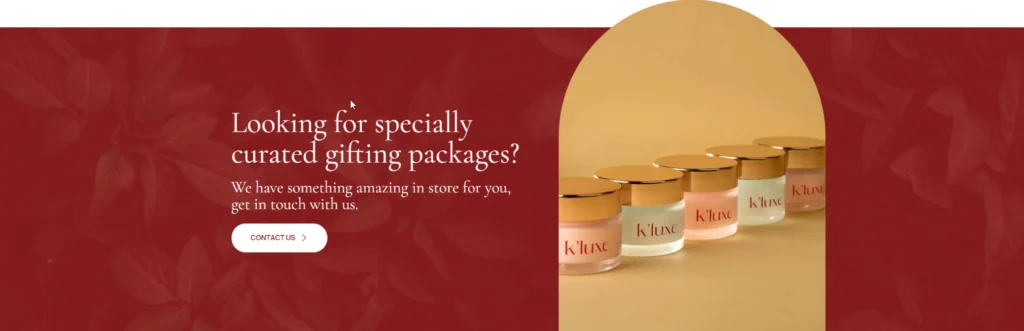 Looking for specially
curated gifting packages?
We have something amazing in store for you,
get in touch with us.
CONTACT US
k'luxe
k'luxe
k'luxe
k'luxe
k'luxe